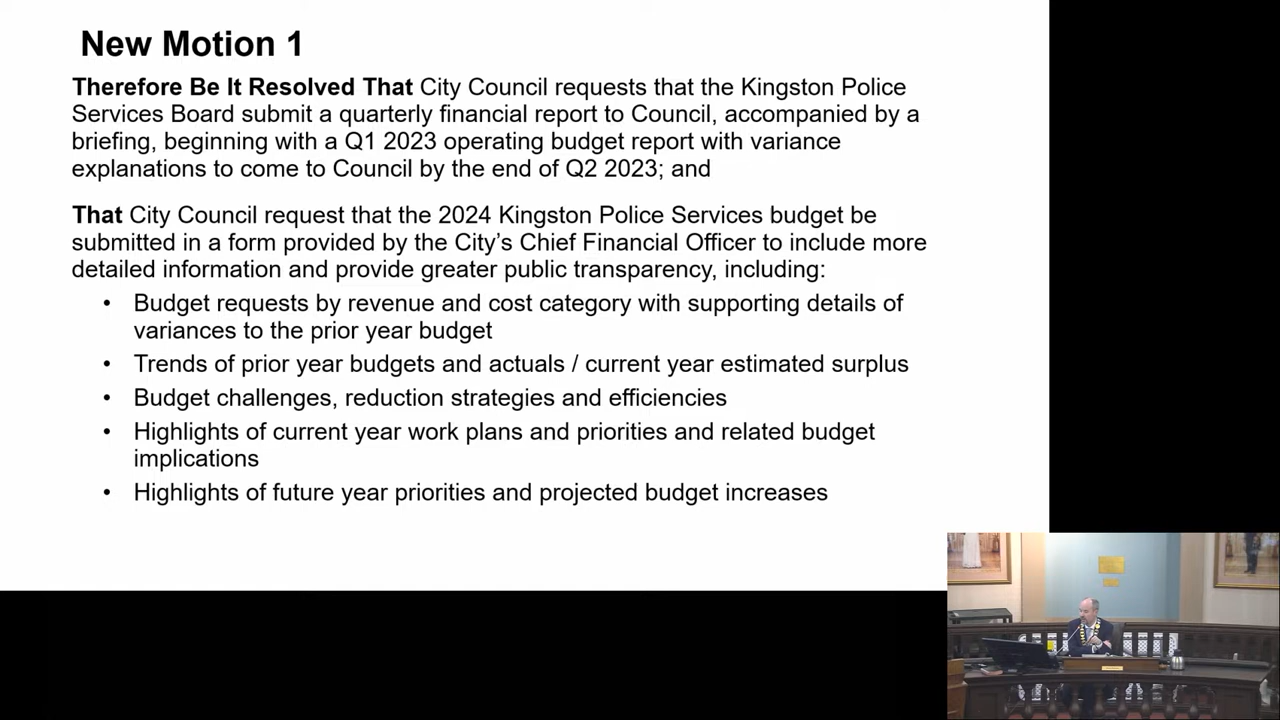 New Motion 1
Therefore Be It Resolved That City Council requests that the Kingston Police
Services Board submit a quarterly financial report to Council, accompanied by a
briefing, beginning with a Q1 2023 operating budget report with variance
explanations to come to Council by the end of Q2 2023; and
That City Council request that the 2024 Kingston Police Services budget be
submitted in a form provided by the City’s Chief Financial Officer to include more
detailed information and provide greater public transparency, including:
• Budget requests by revenue and cost category with supporting details of
variances to the prior year budget
• Trends of prior year budgets and actuals / current year estimated surplus
• Budget challenges, reduction strategies and efficiencies
• Highlights of current year work plans and priorities and related budget
implications
• Highlights of future year priorities and projected budget increases